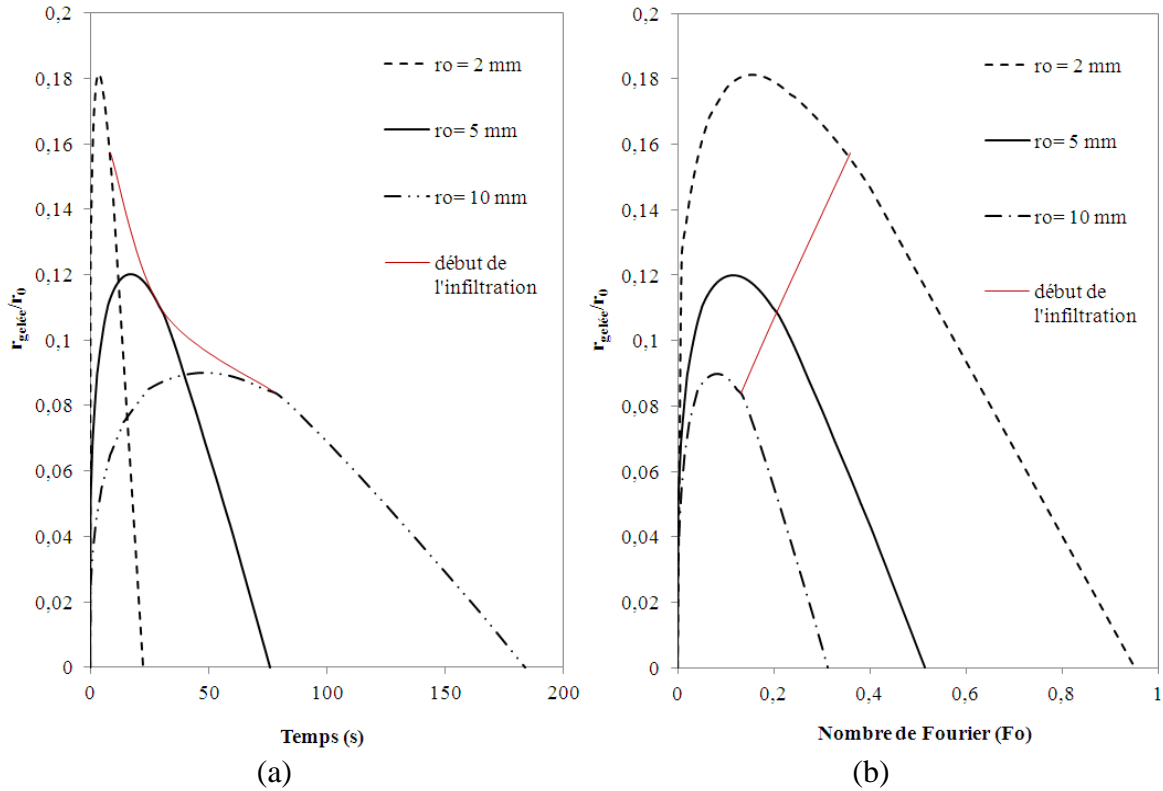 0,2
0,18
0,16
0,14
0,12
0,1
0,08
0,06
0,04
0,02
0
rgelée/r0
ro = 2 mm
ro= 5 mm
ro= 10 mm
début de
l'infiltration
0
50
100
150
200
Temps (s)
(a)
0,2
0,18
0,16
0,14
0,12
0,1
0,08
0,06
0,04
0,02
0
rgelée/r0
ro = 2 mm
ro= 5 mm
ro= 10 mm
début de
l'infiltration
0
0,2
0,4
0,6
0,8
1
Nombre de Fourier (Fo)
(b)